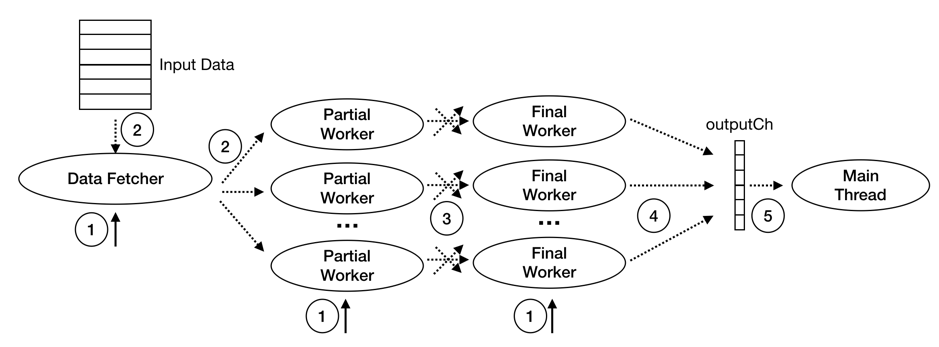 Input Data
2
Data Fetcher
1
2
Partial
Worker
Partial
Worker
...
Partial
Worker
1
3
Final
Worker
Final
Worker
...
Final
Worker
1
4
outputCh
5
Main
Thread